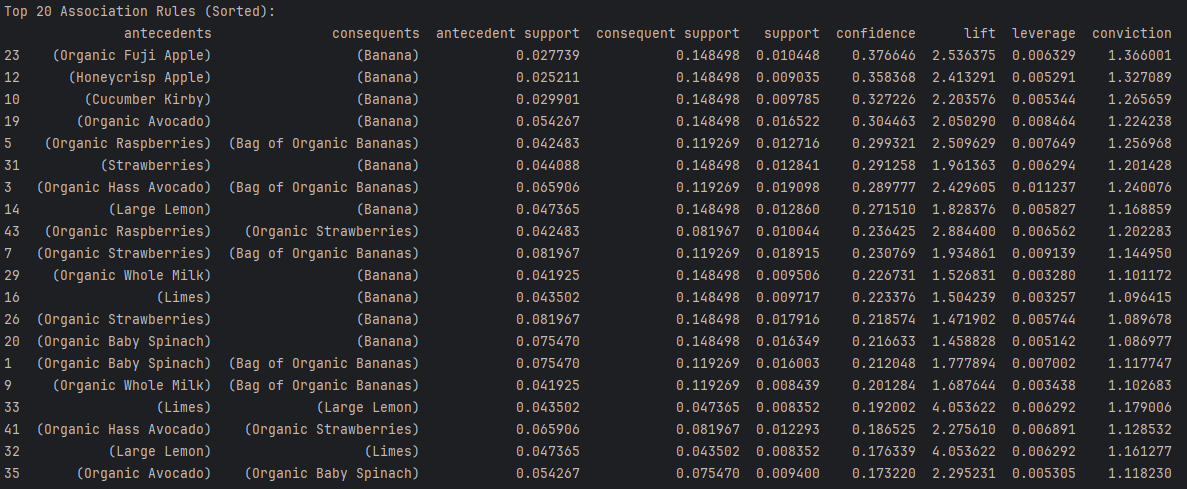 Top 20 Association Rules (Sorted):
antecedents consequents antecedent support consequent support support confidence lift leverage conviction
23 (Organic Fuji Apple) (Banana) 0.027739 0.148498 0.010448 0.376646 2.536375 0.006329 1.366001
12 (Honeycrisp Apple) (Banana) 0.025211 0.148498 0.009035 0.358368 2.413291 0.005291 1.327089
10 (Cucumber Kirby) (Banana) 0.029901 0.148498 0.009785 0.327226 2.203576 0.005344 1.265659
19 (Organic Avocado) (Banana) 0.054267 0.148498 0.016522 0.304463 2.050290 0.008464 1.224238
5 (Organic Raspberries) (Bag of Organic Bananas) 0.042483 0.119269 0.012716 0.299321 2.509629 0.007649 1.256968
31 (Strawberries) (Banana) 0.044088 0.148498 0.012841 0.291258 1.961363 0.006294 1.201428
3 (Organic Hass Avocado) (Bag of Organic Bananas) 0.065906 0.119269 0.019098 0.289777 2.429605 0.011237 1.240076
14 (Large Lemon) (Banana) 0.047365 0.148498 0.012860 0.271510 1.828376 0.005827 1.168859
43 (Organic Raspberries) (Organic Strawberries) 0.042483 0.081967 0.010044 0.236425 2.884400 0.006562 1.202283
7 (Organic Strawberries) (Bag of Organic Bananas) 0.081967 0.119269 0.018915 0.230769 1.934861 0.009139 1.144950
29 (Organic Whole Milk) (Banana) 0.041925 0.148498 0.009506 0.226731 1.526831 0.003280 1.101172
16 (Limes) (Banana) 0.043502 0.148498 0.009717 0.223376 1.504239 0.003257 1.096415
26 (Organic Strawberries) (Banana) 0.081967 0.148498 0.017916 0.218574 1.471902 0.005744 1.089678
20 (Organic Baby Spinach) (Banana) 0.075470 0.148498 0.016349 0.216633 1.458828 0.005142 1.086977
1 (Organic Baby Spinach) (Bag of Organic Bananas) 0.075470 0.119269 0.016003 0.212048 1.777894 0.007002 1.117747
9 (Organic Whole Milk) (Bag of Organic Bananas) 0.041925 0.119269 0.008439 0.201284 1.687644 0.003438 1.102683
33 (Limes) (Large Lemon) 0.043502 0.047365 0.008352 0.192002 4.053622 0.006292 1.179006
41 (Organic Hass Avocado) (Organic Strawberries) 0.065906 0.081967 0.012293 0.186525 2.275610 0.006891 1.128532
32 (Large Lemon) (Limes) 0.047365 0.043502 0.008352 0.176339 4.053622 0.006292 1.161277
35 (Organic Avocado) (Organic Baby Spinach) 0.054267 0.075470 0.009400 0.173220 2.295231 0.005305 1.118230